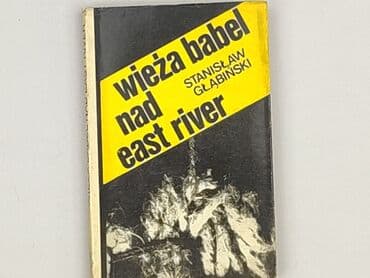 wieża babel
nad
east river
STANISŁAW
GŁĄBIŃSKI